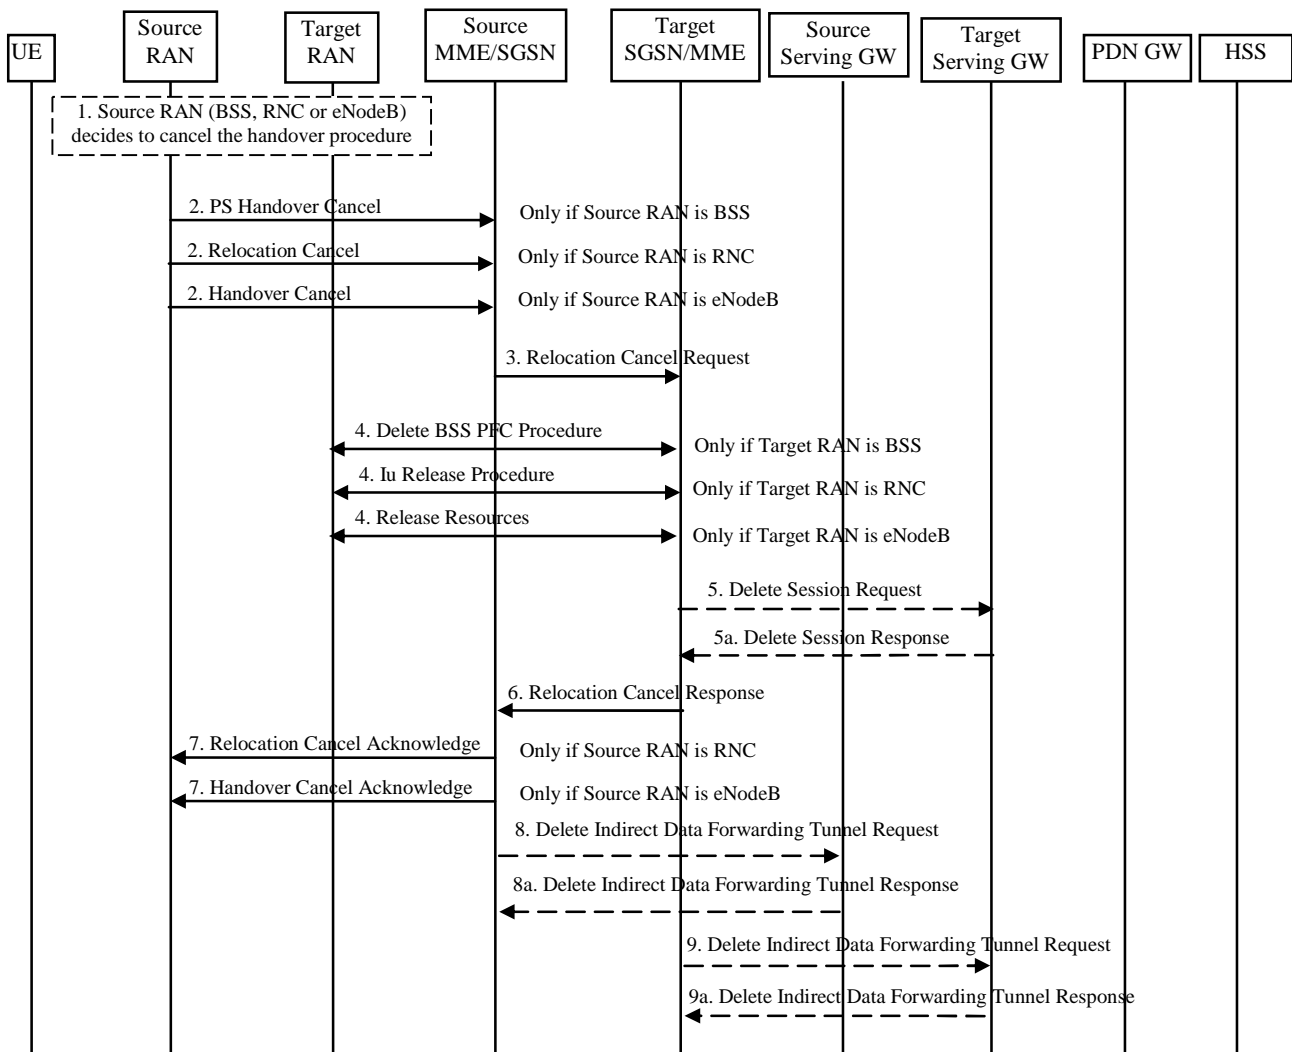 UE
Source
RAN
Target
RAN
Source
MME/SGSN
Target
SGSN/MME
Source
Serving GW
Target
Serving GW
PDN GW
HSS
1. Source RAN (BSS, RNC or eNodeB)
decides to cancel the handover procedure
2. PS Handover Cancel
Only if Source RAN is BSS
2. Relocation Cancel
Only if Source RAN is RNC
2. Handover Cancel
Only if Source RAN is eNodeB
3. Relocation Cancel Request
4. Delete BSS PFC Procedure
Only if Target RAN is BSS
4. Iu Release Procedure
Only if Target RAN is RNC
4. Release Resources
Only if Target RAN is eNodeB
5. Delete Session Request
5a. Delete Session Response
6. Relocation Cancel Response
7. Relocation Cancel Acknowledge
Only if Source RAN is RNC
7. Handover Cancel Acknowledge
Only if Source RAN is eNodeB
8. Delete Indirect Data Forwarding Tunnel Request
8a. Delete Indirect Data Forwarding Tunnel Response
9. Delete Indirect Data Forwarding Tunnel Request
9a. Delete Indirect Data Forwarding Tunnel Response